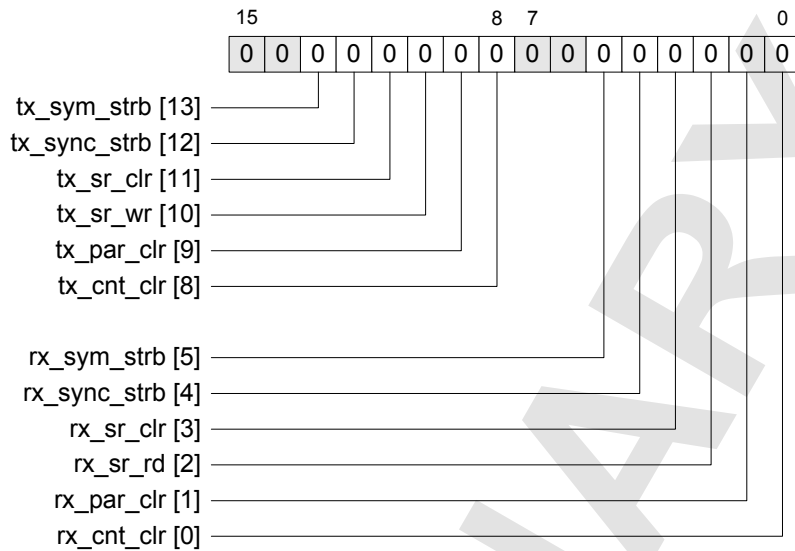 15 8 7 0
0 0 0 0 0 0 0 0 0 0 0 0 0 0 0 0
tx_sym_strb [13]
tx_sync_strb [12]
tx_sr_clr [11]
tx_sr_wr [10]
tx_par_clr [9]
tx_cnt_clr [8]
rx_sym_strb [5]
rx_sync_strb [4]
rx_sr_clr [3]
rx_sr_rd [2]
rx_par_clr [1]
rx_cnt_clr [0]